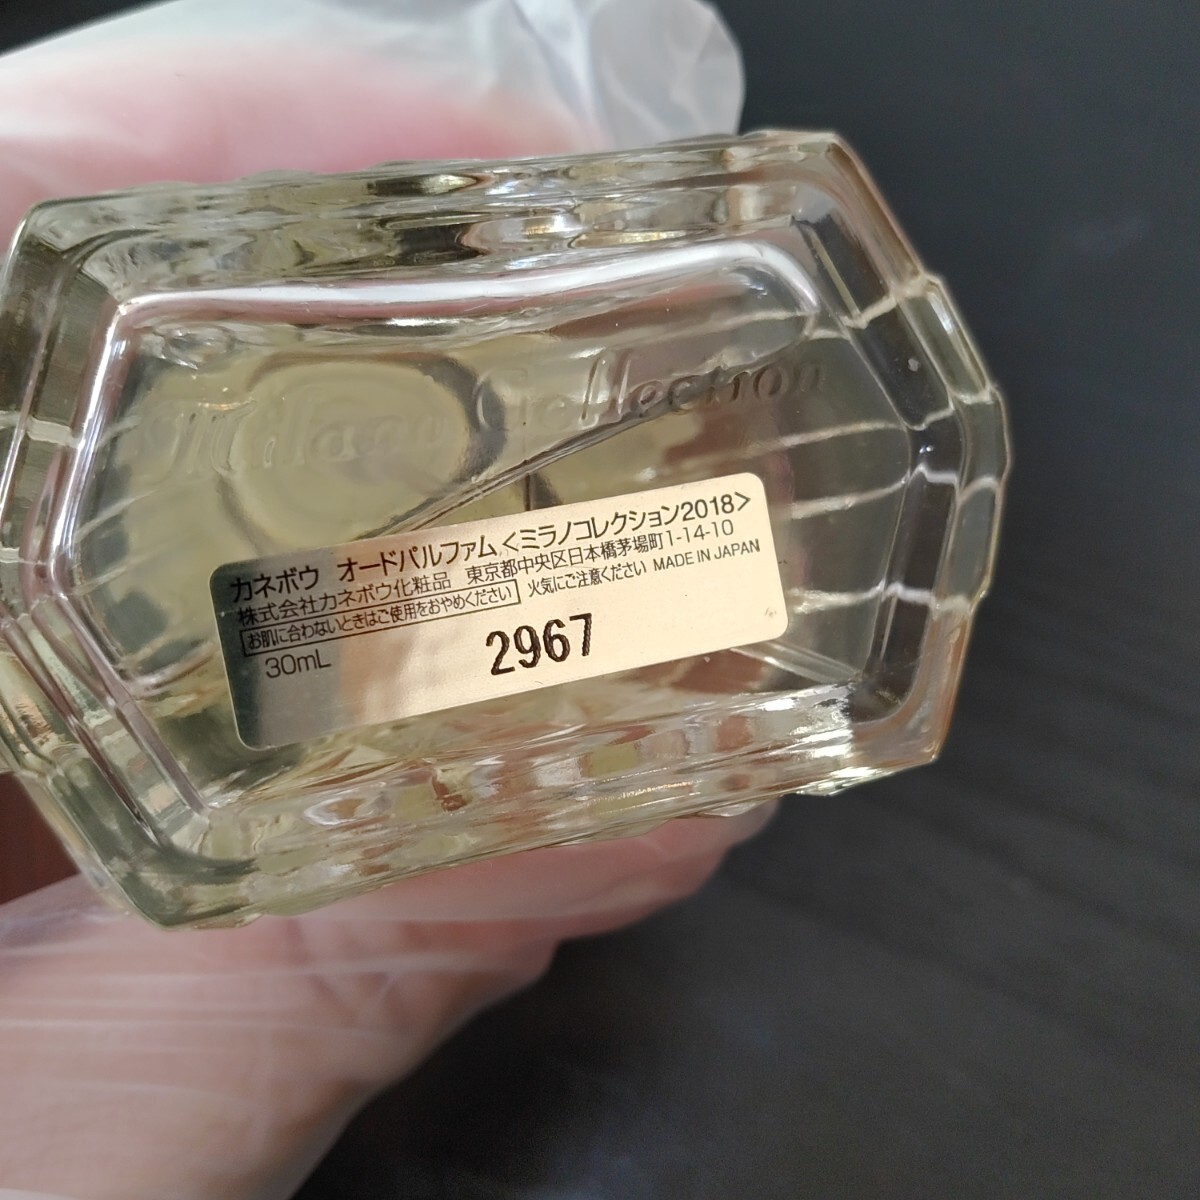 Milano Collection
カネボウ オードパルファム <ミラノコレクション2018>
株式会社カネボウ化粧品 東京都中央区日本橋茅場町1-14-10
お肌に合わないときはご使用をおやめください 火気にご注意ください MADE IN JAPAN
30mL 2967